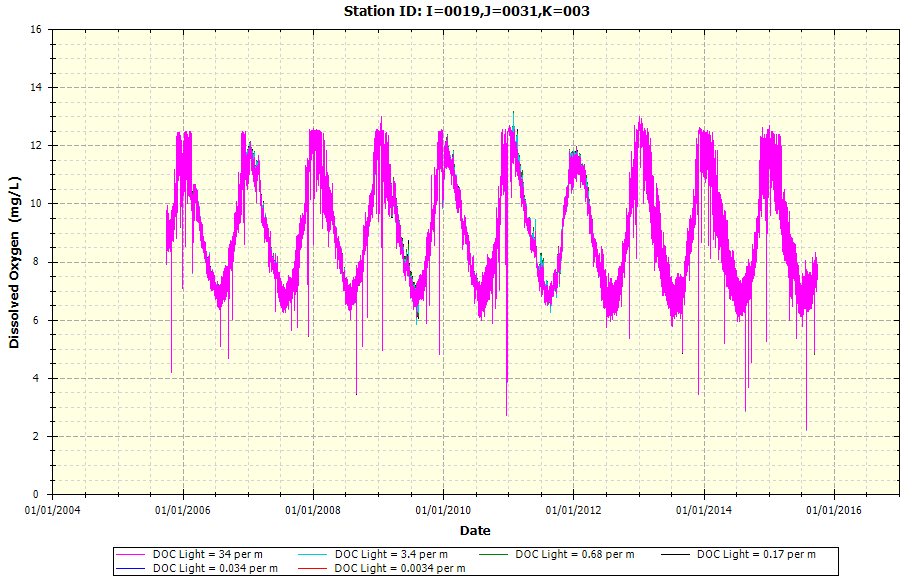 Station ID: I=0019,J=0031,K=003
Dissolved Oxygen (mg/L)
16
14
12
10
8
6
4
2
0
01/01/2004 01/01/2006 01/01/2008 01/01/2010 01/01/2012 01/01/2014 01/01/2016
Date
DOC Light = 34 per m DOC Light = 3.4 per m DOC Light = 0.68 per m DOC Light = 0.17 per m
DOC Light = 0.034 per m DOC Light = 0.0034 per m